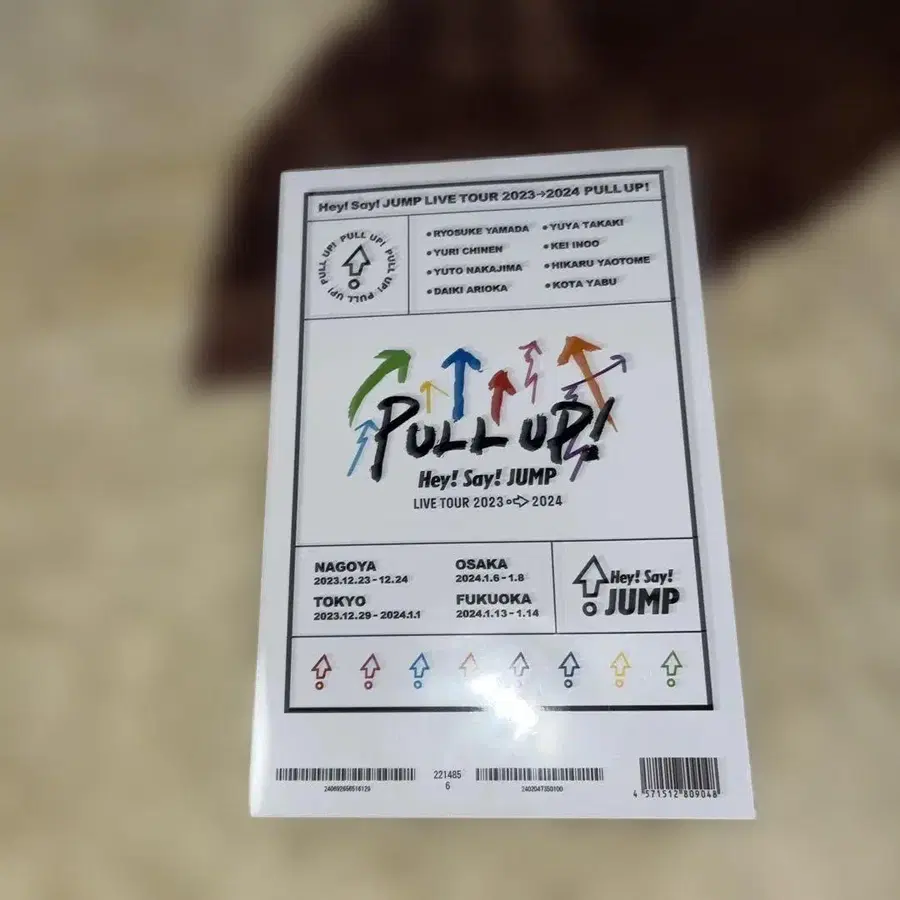 Hey! Say! JUMP LIVE TOUR 2023→2024 PULL UP!
PULL UP! PULL UP! PULL UP! PULL UP!
•RYOSUKE YAMADA •YUYA TAKAKI
•YURI CHINEN •KEI INOO
•YUTO NAKAJIMA •HIKARU YAOTOME
•DAIKI ARIOKA •KOTA YABU
PULL UP!
Hey! Say! JUMP
LIVE TOUR 2023⇨2024
NAGOYA
2023.12.23-12.24
OSAKA
2024.1.6-1.8
TOKYO
2023.12.29-2024.1.1
FUKUOKA
2024.1.13-1.14
Hey! Say!
JUMP
221485
6
2402047350100
4 571512 809048